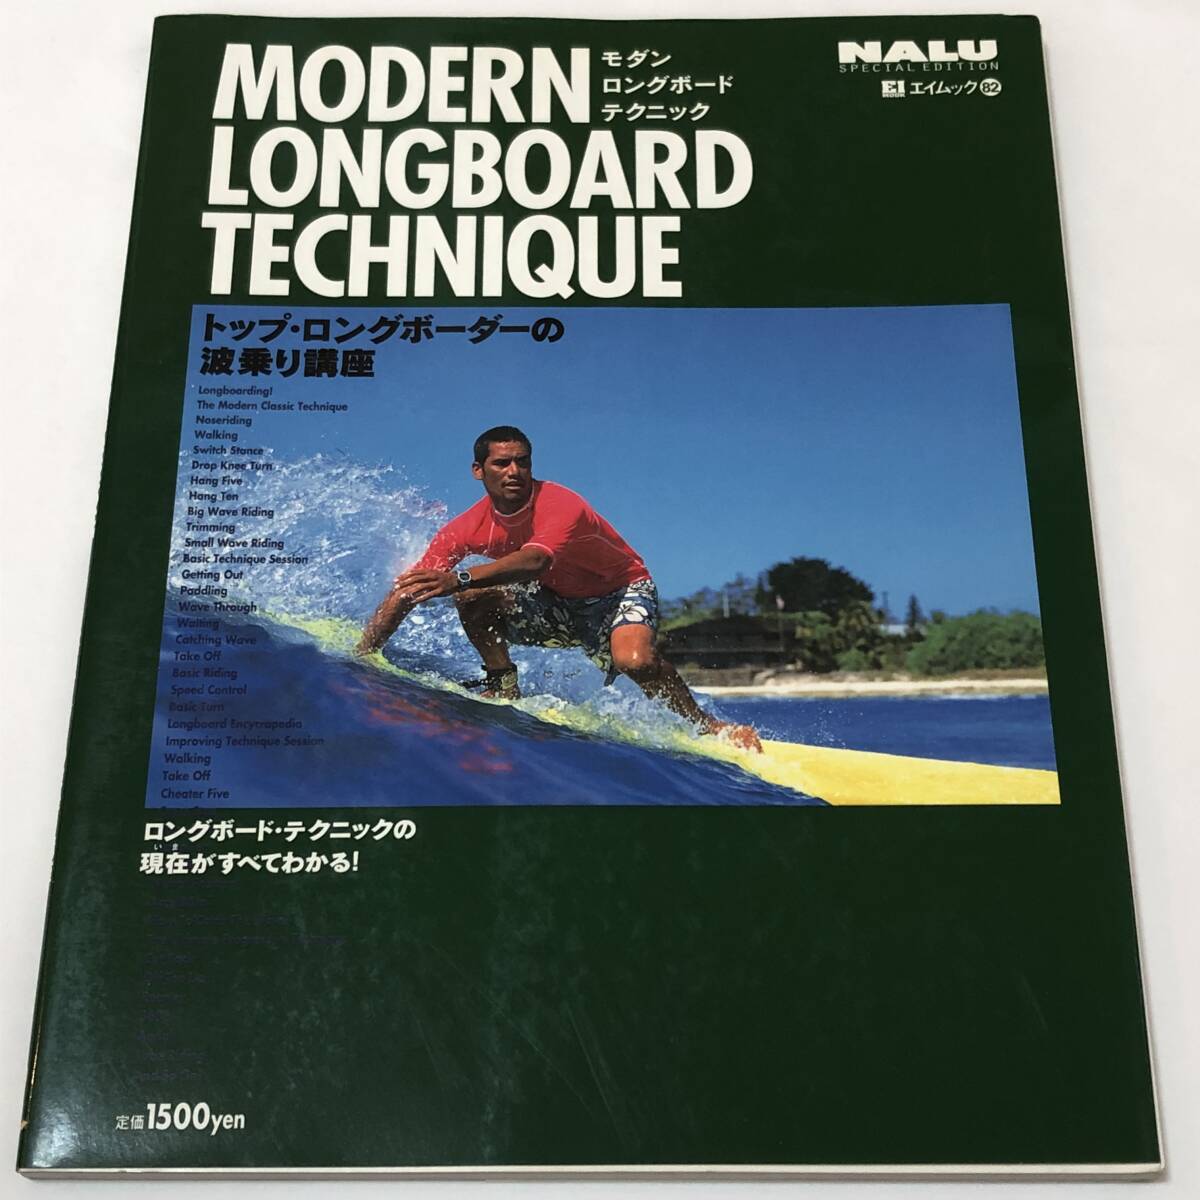 MODERN
LONGBOARD
TECHNIQUE
モダン
ロングボード
テクニック
NALU
SPECIAL EDITION
EI MOOK エイムック 82
トップ・ロングボーダーの
波乗り講座
Longboarding!
The Modern Classic Technique
Noseriding
Walking
Switch Stance
Drop Knee Turn
Hang Five
Hang Ten
Big Wave Riding
Trimming
Small Wave Riding
Basic Technique Session
Getting Out
Paddling
Wave Through
Waiting
Catching Wave
Take Off
Basic Riding
Speed Control
Basic Turn
Longboard Encycrapedia
Improving Technique Session
Walking
Take Off
Cheater Five
ロングボード・テクニックの
いま
現在がすべてわかる!
定価1500yen